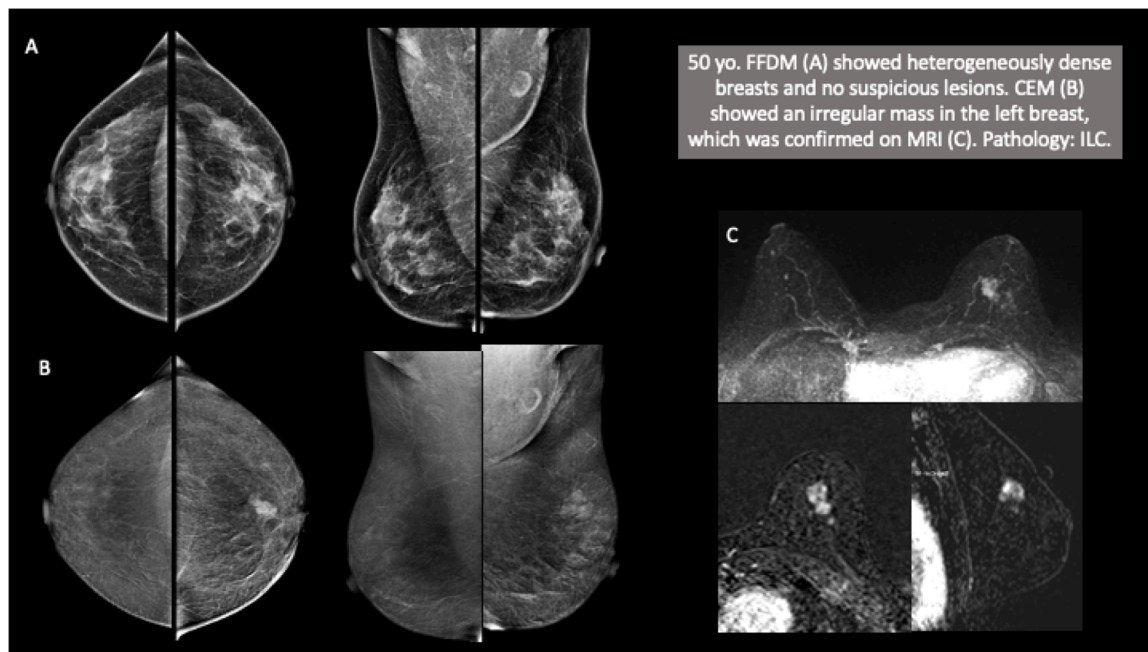 A
50 yo. FFDM (A) showed heterogeneously dense
breasts and no suspicious lesions. CEM (B)
showed an irregular mass in the left breast,
which was confirmed on MRI (C). Pathology: ILC.
C
B